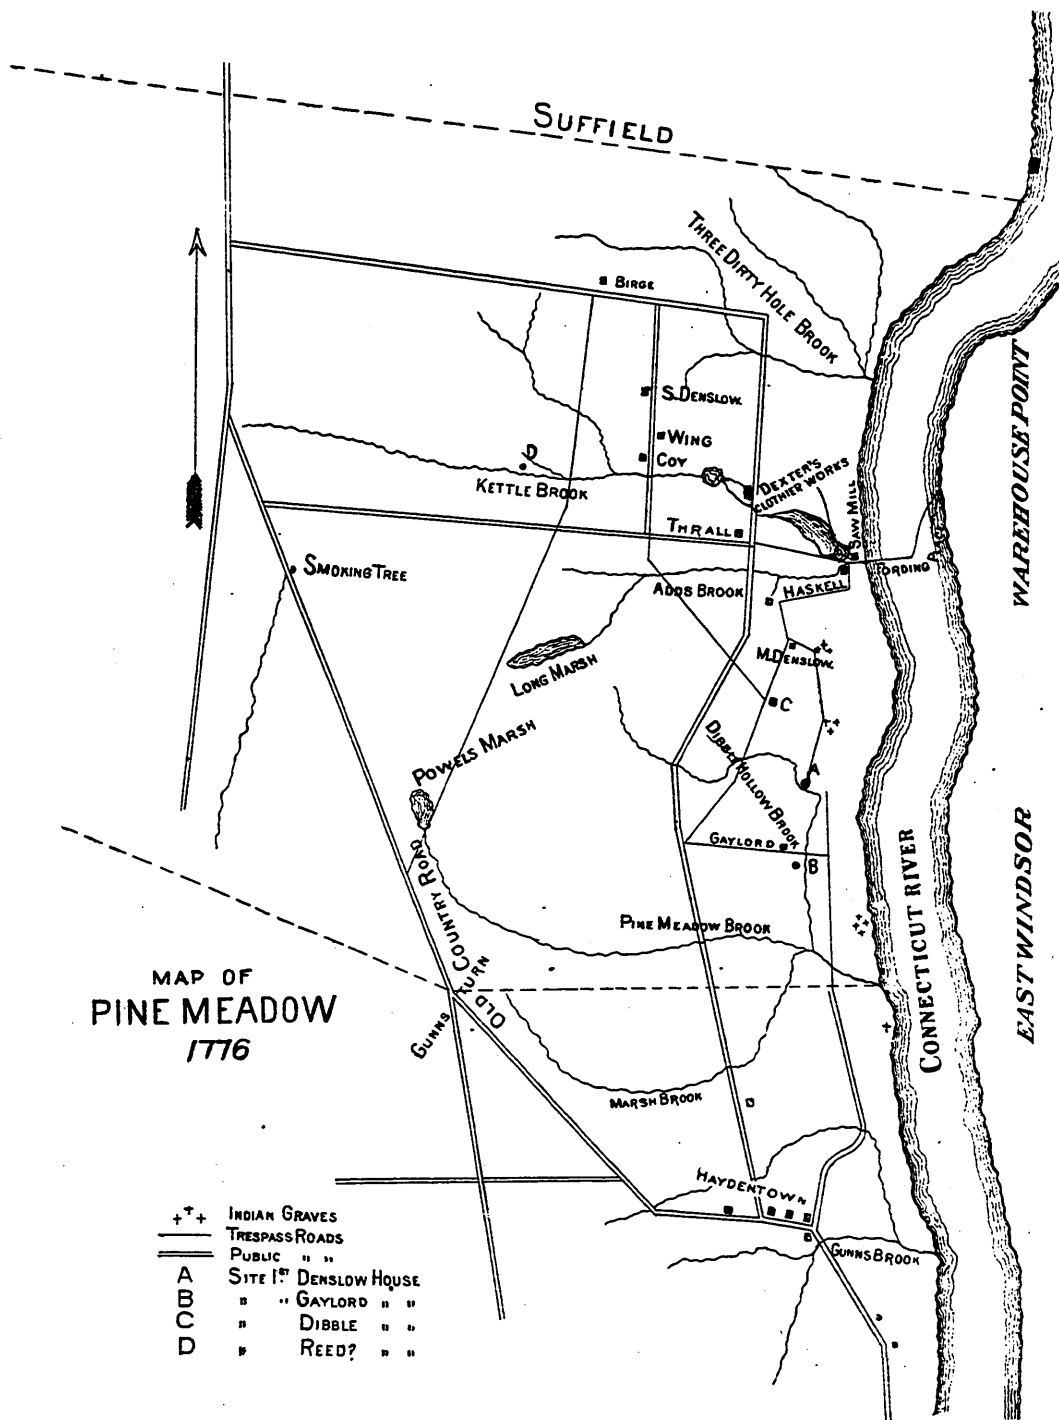 SUFFIELD
THREE DIRTY HOLE BROOK
BIRGE
S. DENSLOW
WING
COY
D
KETTLE BROOK
DEXTER'S
CLOTHIER WORKS
SAW MILL
WAREHOUSE POINT
THRALL
FORDING PLACE
SMOKING TREE
ADDS BROOK
HASKELL
M. DENSLOW
LONG MARSH
C
POWELS MARSH
DIBBLE HOLLOW BROOK
A
GAYLORD
B
CONNECTICUT RIVER
EAST WINDSOR
OLD COUNTRY ROAD
PINE MEADOW BROOK
GUNNS TURN
MAP OF
PINE MEADOW
1776
MARSH BROOK
HAYDENTOWN
GUNNS BROOK
INDIAN GRAVES
TRESPASS ROADS
PUBLIC " "
A SITE 1ST DENSLOW HOUSE
B " " GAYLORD " "
C " DIBBLE " "
D " REED? " "